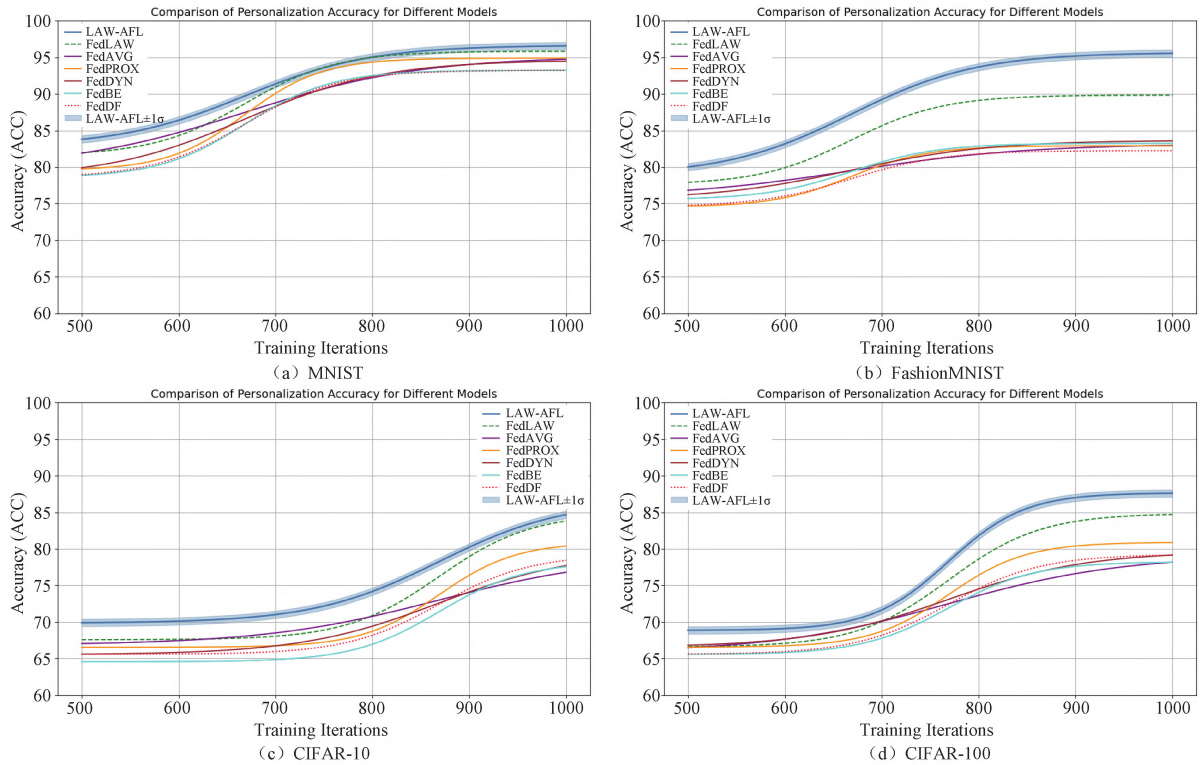 Comparison of Personalization Accuracy for Different Models
100
95
90
85
80
75
70
65
60
Accuracy (ACC)
LAW-AFL
FedLAW
FedAVG
FedPROX
FedDYN
FedBE
FedDF
LAW-AFL±1σ
500 600 700 800 900 1000
Training Iterations
（a）MNIST
Comparison of Personalization Accuracy for Different Models
100
95
90
85
80
75
70
65
60
Accuracy (ACC)
LAW-AFL
FedLAW
FedAVG
FedPROX
FedDYN
FedBE
FedDF
LAW-AFL±1σ
500 600 700 800 900 1000
Training Iterations
（b）FashionMNIST
Comparison of Personalization Accuracy for Different Models
100
95
90
85
80
75
70
65
60
Accuracy (ACC)
LAW-AFL
FedLAW
FedAVG
FedPROX
FedDYN
FedBE
FedDF
LAW-AFL±1σ
500 600 700 800 900 1000
Training Iterations
（c）CIFAR-10
Comparison of Personalization Accuracy for Different Models
100
95
90
85
80
75
70
65
60
Accuracy (ACC)
LAW-AFL
FedLAW
FedAVG
FedPROX
FedDYN
FedBE
FedDF
LAW-AFL±1σ
500 600 700 800 900 1000
Training Iterations
（d）CIFAR-100